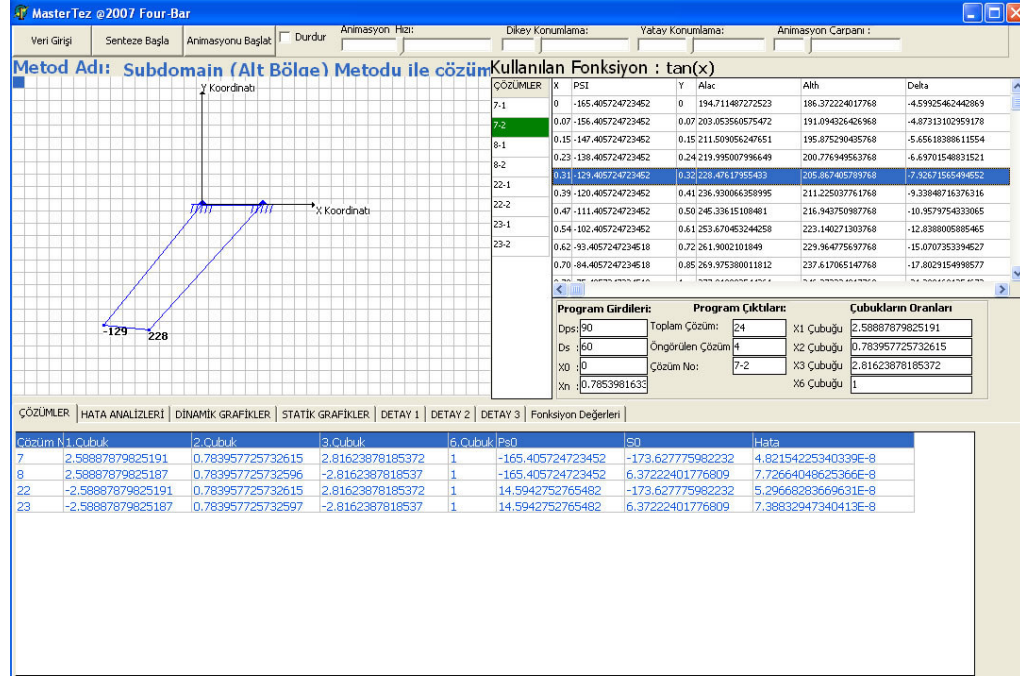 MasterTez @2007 Four-Bar
Veri Girişi Senteze Başla Animasyonu Başlat Durdur Animasyon Hızı: Dikey Konumlama: Yatay Konumlama: Animasyon Çarpanı :
Metod Adı: Subdomain (Alt Bölge) Metodu ile çözüm
Kullanılan Fonksiyon : tan(x)
Y Koordinatı
X Koordinatı
-129
228
ÇÖZÜMLER
7-1
7-2
8-1
8-2
22-1
22-2
23-1
23-2
X PSI Y Alac Alth Delta
0 -165.405724723452 0 194.711487272523 186.372224017768 -4.59925462442869
0.07 -156.405724723452 0.07 203.053560575472 191.094326426968 -4.87313102959178
0.15 -147.405724723452 0.15 211.509056247651 195.875290435768 -5.65618388611554
0.23 -138.405724723452 0.24 219.995007996649 200.776949563768 -6.69701548831521
0.31 -129.405724723452 0.32 228.47617955433 205.867405789768 -7.92671565494552
0.39 -120.405724723452 0.41 236.930066358995 211.225037761768 -9.33848716376316
0.47 -111.405724723452 0.50 245.33615108481 216.943750987768 -10.9579754333065
0.54 -102.405724723452 0.61 253.670453244258 223.140271303768 -12.8388005885465
0.62 -93.4057247234518 0.72 261.9002101849 229.964775697768 -15.0707353394527
0.70 -84.4057247234518 0.85 269.975380011812 237.617065147768 -17.8029154998577
Program Girdileri: Program Çıktıları: Çubukların Oranları
Dps: 90 Toplam Çözüm: 24 X1 Çubuğu 2.58887879825191
Ds : 60 Öngörülen Çözüm 4 X2 Çubuğu 0.783957725732615
X0 : 0 Çözüm No: 7-2 X3 Çubuğu 2.81623878185372
Xn : 0.7853981633 X6 Çubuğu 1
ÇÖZÜMLER HATA ANALİZLERİ DİNAMİK GRAFİKLER STATİK GRAFİKLER DETAY 1 DETAY 2 DETAY 3 Fonksiyon Değerleri
Çözüm N 1.Çubuk 2.Çubuk 3.Çubuk 6.Çubuk Ps0 S0 Hata
7 2.58887879825191 0.783957725732615 2.81623878185372 1 -165.405724723452 -173.627775982232 4.82154225340339E-8
8 2.58887879825187 0.783957725732596 -2.8162387818537 1 -165.405724723452 6.37222401776809 7.72664048625366E-8
22 -2.58887879825191 0.783957725732615 2.81623878185372 1 14.5942752765482 -173.627775982232 5.29668283669631E-8
23 -2.58887879825187 0.783957725732597 -2.8162387818537 1 14.5942752765482 6.37222401776809 7.38832947340413E-8